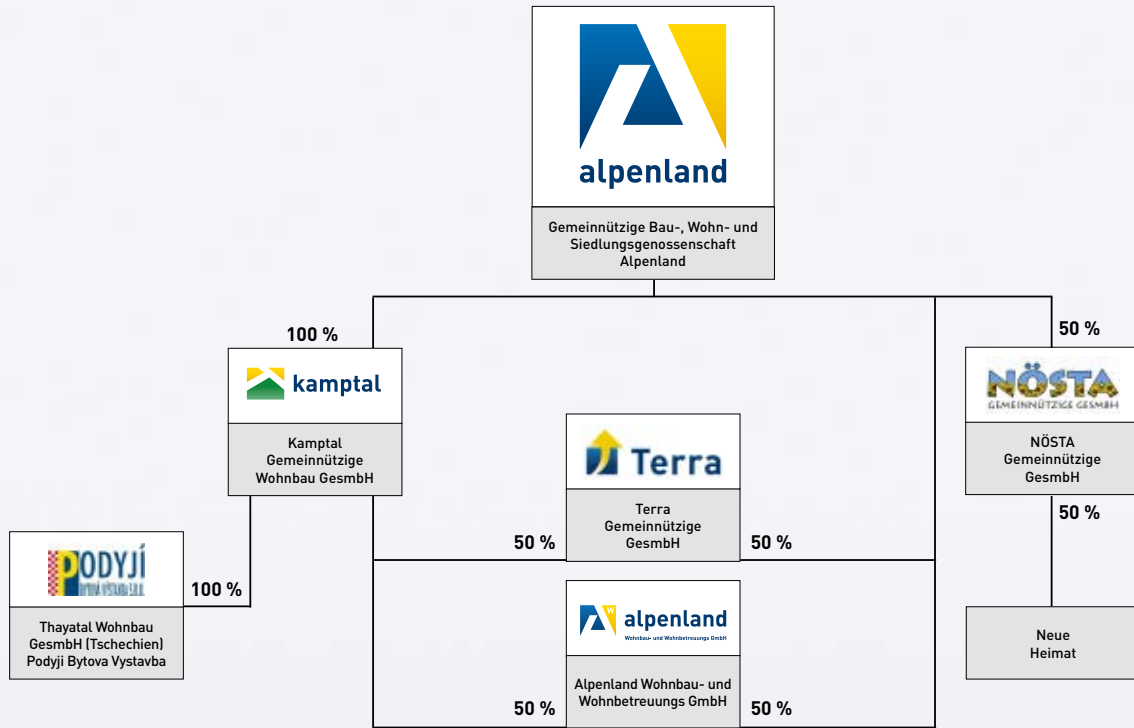 alpenland
Gemeinnützige Bau-, Wohn- und
Siedlungsgenossenschaft
Alpenland
100 %
50 %
kamptal
Kamptal
Gemeinnützige
Wohnbau GesmbH
NÖSTA
GEMEINNÜTZIGE GESMBH
NÖSTA
Gemeinnützige
GesmbH
Terra
Terra
Gemeinnützige
GesmbH
50 %
50 %
50 %
PODYJÍ
BYTOVÁ VÝSTAVBA S.R.O.
100 %
Thayatal Wohnbau
GesmbH (Tschechien)
Podyji Bytova Vystavba
W
alpenland
Wohnbau- und Wohnbetreuungs GmbH
Alpenland Wohnbau- und
Wohnbetreuungs GmbH
50 %
50 %
Neue
Heimat